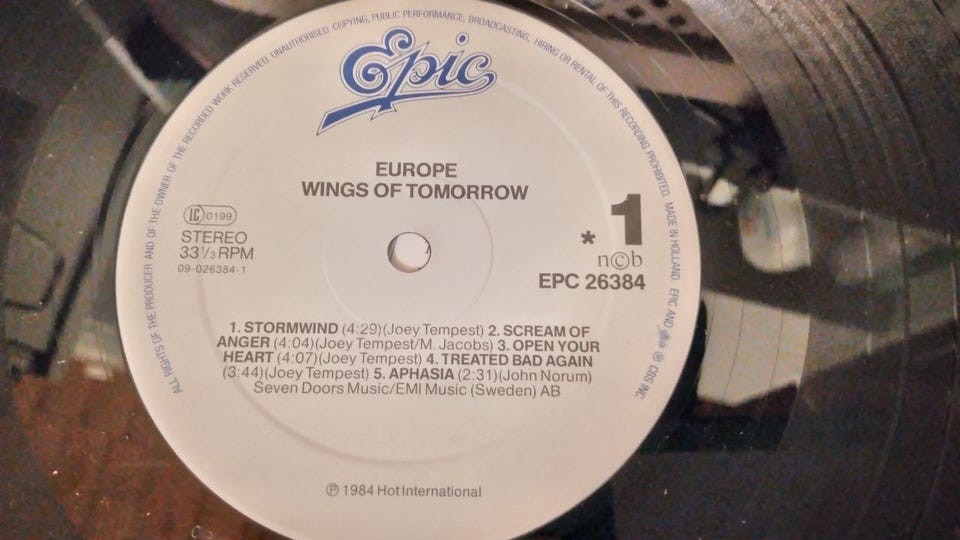 ALL RIGHTS OF THE PRODUCER AND OF THE OWNER OF THE RECORDED WORK RESERVED. UNAUTHORISED COPYING, PUBLIC PERFORMANCE, BROADCASTING, HIRING OR RENTAL OF THIS RECORDING PROHIBITED. MADE IN HOLLAND EPIC AND ℗ CBS INC.
Epic
EUROPE
WINGS OF TOMORROW
LC 0199
STEREO
33⅓ RPM
09-026384-1
1
*
n©b
EPC 26384
1. STORMWIND (4:29)(Joey Tempest) 2. SCREAM OF
ANGER (4:04)(Joey Tempest/M. Jacobs) 3. OPEN YOUR
HEART (4:07)(Joey Tempest) 4. TREATED BAD AGAIN
(3:44)(Joey Tempest) 5. APHASIA (2:31)(John Norum)
Seven Doors Music/EMI Music (Sweden) AB
℗ 1984 Hot International